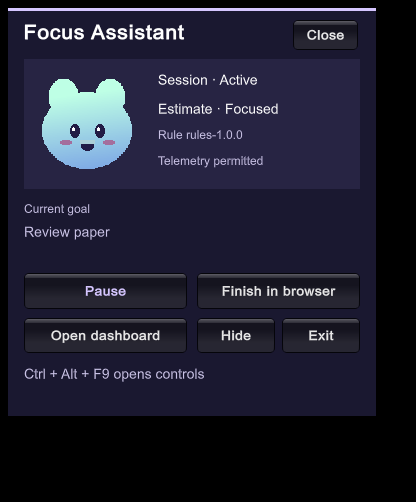 Focus Assistant
Close
Session · Active
Estimate · Focused
Rule rules-1.0.0
Telemetry permitted
Current goal
Review paper
Pause
Finish in browser
Open dashboard
Hide
Exit
Ctrl + Alt + F9 opens controls